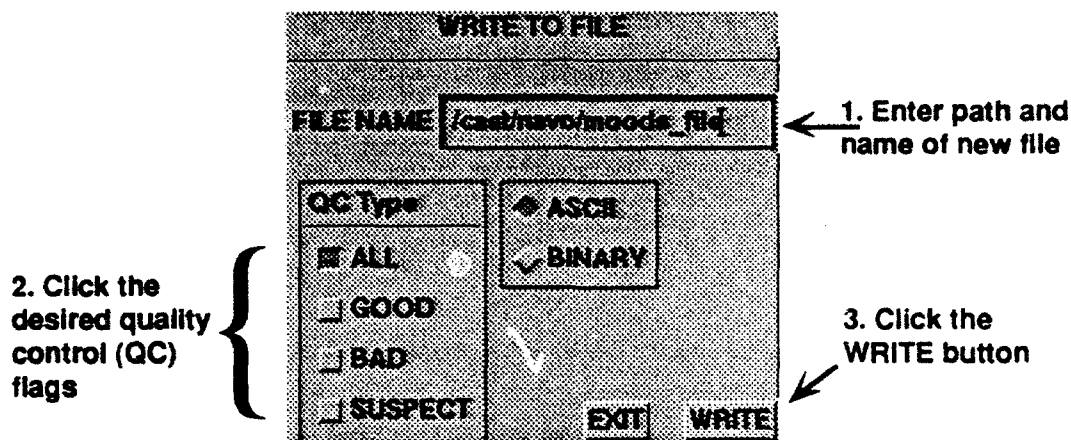 WRITE TO FILE
FILE NAME /cast/navo/moods_file
1. Enter path and
name of new file
QC Type
ALL
GOOD
BAD
SUSPECT
ASCII
BINARY
2. Click the
desired quality
control (QC)
flags
3. Click the
WRITE button
EXIT WRITE